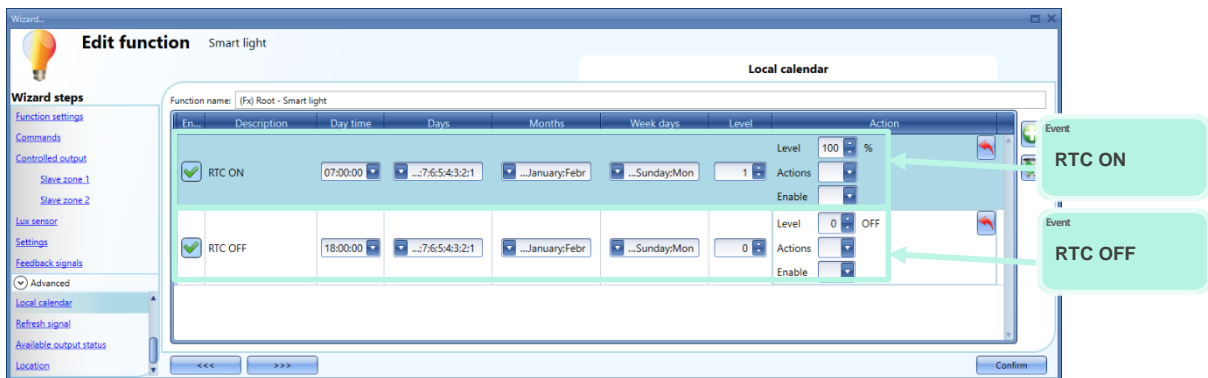 Wizard...
Edit function Smart light
Local calendar
Wizard steps
Function settings
Commands
Controlled output
Slave zone 1
Slave zone 2
Lux sensor
Settings
Feedback signals
Advanced
Local calendar
Refresh signal
Available output status
Location
Function name: (Fx) Root - Smart light
En... Description Day time Days Months Week days Level Action
RTC ON 07:00:00 ...:7;6;5;4;3;2;1 ...January;Febr ...Sunday;Mon 1
Level 100 %
Actions
Enable
RTC OFF 18:00:00 ...:7;6;5;4;3;2;1 ...January;Febr ...Sunday;Mon 0
Level 0 OFF
Actions
Enable
<<< >>> Confirm
Event
RTC ON
Event
RTC OFF